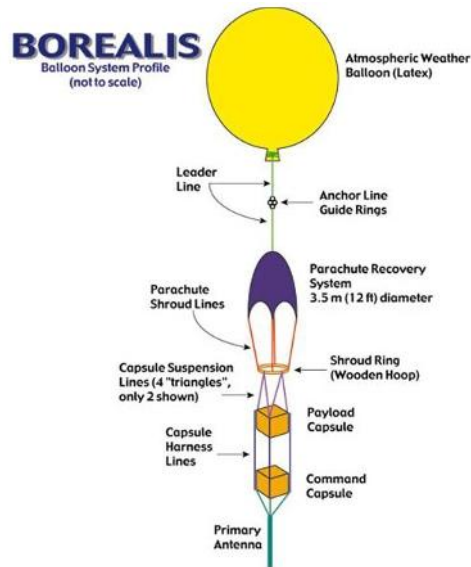 BOREALIS
Balloon System Profile
(not to scale)
Atmospheric Weather
Balloon (Latex)
Leader
Line
Anchor Line
Guide Rings
Parachute Recovery
System
3.5 m (12 ft) diameter
Parachute
Shroud Lines
Shroud Ring
(Wooden Hoop)
Capsule Suspension
Lines (4 "triangles",
only 2 shown)
Payload
Capsule
Capsule
Harness
Lines
Command
Capsule
Primary
Antenna